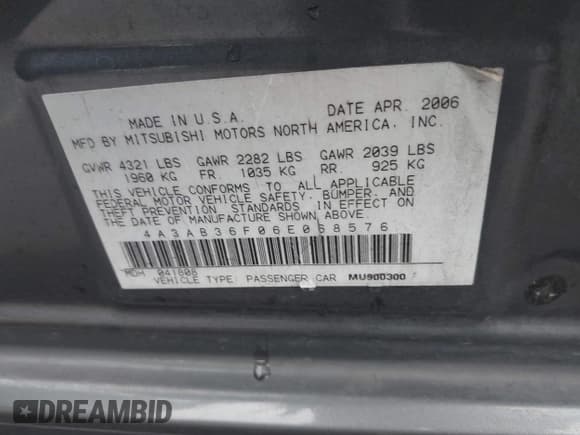 MADE IN U.S.A. DATE APR. 2006
MFD BY MITSUBISHI MOTORS NORTH AMERICA, INC.
GVWR 4321 LBS GAWR 2282 LBS GAWR 2039 LBS
1960 KG FR. 1035 KG RR. 925 KG
THIS VEHICLE CONFORMS TO ALL APPLICABLE
FEDERAL MOTOR VEHICLE SAFETY, BUMPER, AND
THEFT PREVENTION STANDARDS IN EFFECT ON
THE DATE OF MANUFACTURE SHOWN ABOVE.
4A3AB36F06E068576
MDH 041808
VEHICLE TYPE: PASSENGER CAR MU900300
DREAMBID